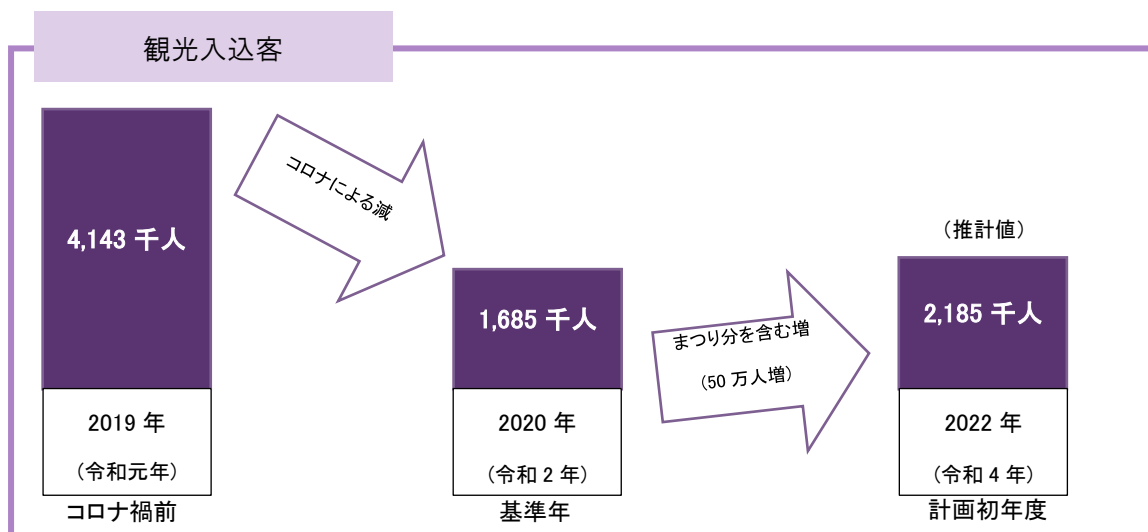 観光入込客
4,143 千人
2019 年
（令和元年）
コロナ禍前
コロナによる減
1,685 千人
2020 年
（令和 2 年）
基準年
まつり分を含む増
（50 万人増）
（推計値）
2,185 千人
2022 年
（令和 4 年）
計画初年度